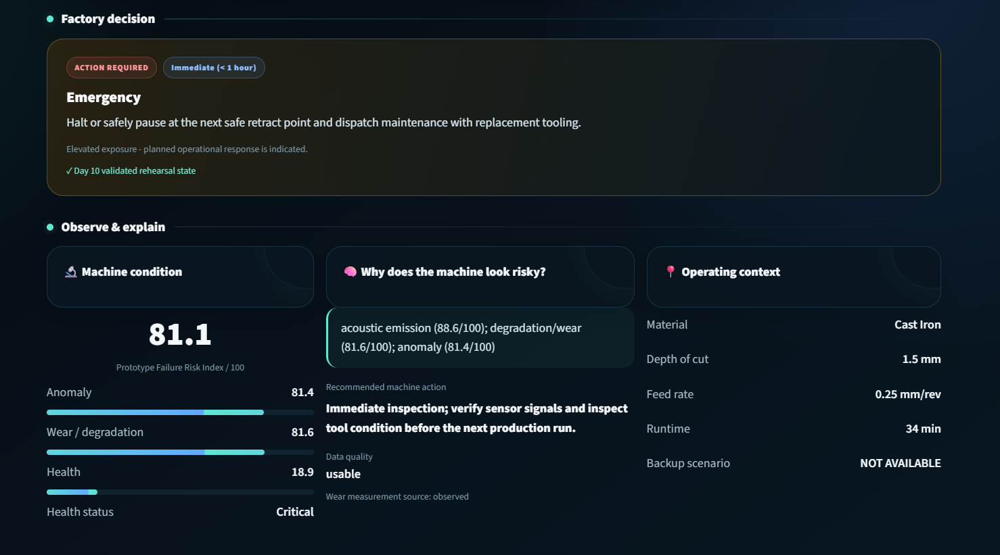 Factory decision
ACTION REQUIRED
Immediate (< 1 hour)
Emergency
Halt or safely pause at the next safe retract point and dispatch maintenance with replacement tooling.
Elevated exposure - planned operational response is indicated.
✓ Day 10 validated rehearsal state
Observe & explain
Machine condition
81.1
Prototype Failure Risk Index / 100
Anomaly 81.4
Wear / degradation 81.6
Health 18.9
Health status Critical
Why does the machine look risky?
acoustic emission (88.6/100); degradation/wear
(81.6/100); anomaly (81.4/100)
Recommended machine action
Immediate inspection; verify sensor signals and inspect
tool condition before the next production run.
Data quality
usable
Wear measurement source: observed
Operating context
Material Cast Iron
Depth of cut 1.5 mm
Feed rate 0.25 mm/rev
Runtime 34 min
Backup scenario NOT AVAILABLE